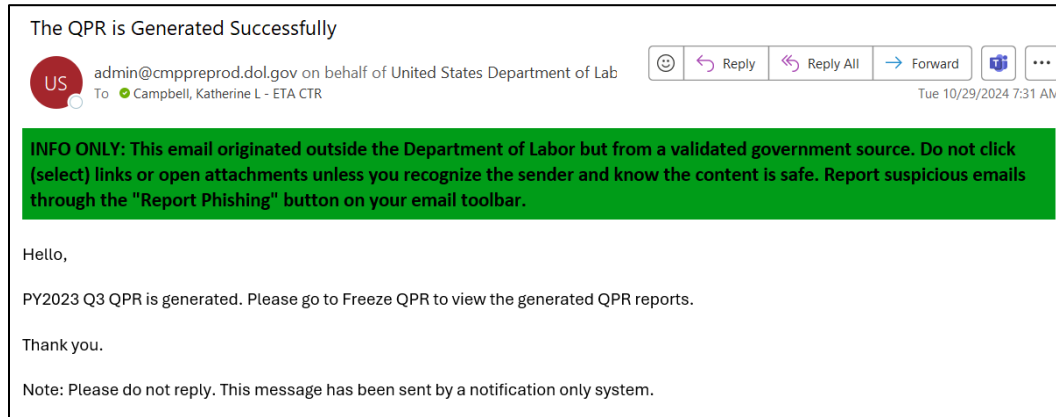 The QPR is Generated Successfully
US
admin@cmppreprod.dol.gov on behalf of United States Department of Lab
Reply
Reply All
Forward
To Campbell, Katherine L - ETA CTR
Tue 10/29/2024 7:31 AM
INFO ONLY: This email originated outside the Department of Labor but from a validated government source. Do not click
(select) links or open attachments unless you recognize the sender and know the content is safe. Report suspicious emails
through the "Report Phishing" button on your email toolbar.
Hello,
PY2023 Q3 QPR is generated. Please go to Freeze QPR to view the generated QPR reports.
Thank you.
Note: Please do not reply. This message has been sent by a notification only system.